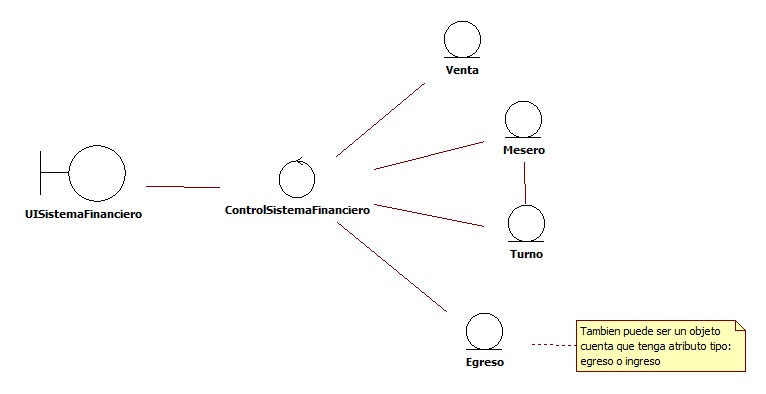 Venta
Mesero
UISistemaFinanciero
ControlSistemaFinanciero
Turno
Egreso
Tambien puede ser un objeto
cuenta que tenga atributo tipo:
egreso o ingreso